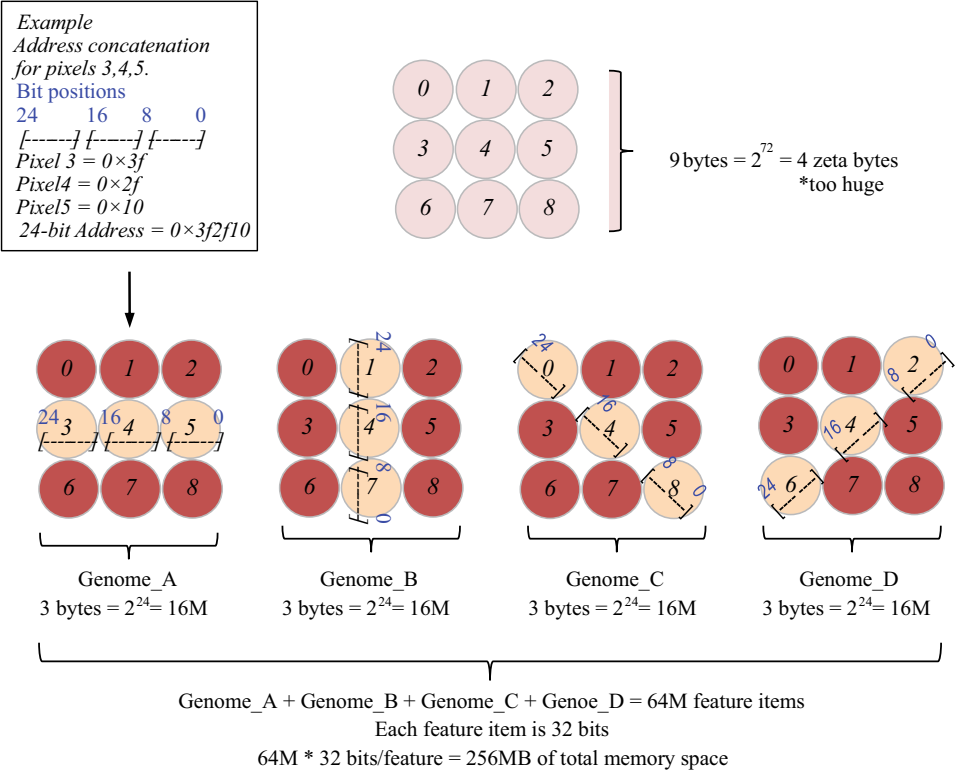 Example
Address concatenation
for pixels 3,4,5.
Bit positions
24 16 8 0
[------] [------] [------]
Pixel 3 = 0×3f
Pixel4 = 0×2f
Pixel5 = 0×10
24-bit Address = 0×3f2f10
0 1 2
3 4 5
6 7 8
9 bytes = 2^72 = 4 zeta bytes
*too huge
0 1 2
24 16 8 0
3 4 5
6 7 8
Genome_A
3 bytes = 2^24= 16M
24
0 1 2
16
3 4 5
8
6 7 8
0
Genome_B
3 bytes = 2^24= 16M
24
0 1 2
16
3 4 5
8
6 7 8
0
Genome_C
3 bytes = 2^24= 16M
0
0 1 2
8
3 4 5
16
24
6 7 8
Genome_D
3 bytes = 2^24= 16M
Genome_A + Genome_B + Genome_C + Genoe_D = 64M feature items
Each feature item is 32 bits
64M * 32 bits/feature = 256MB of total memory space